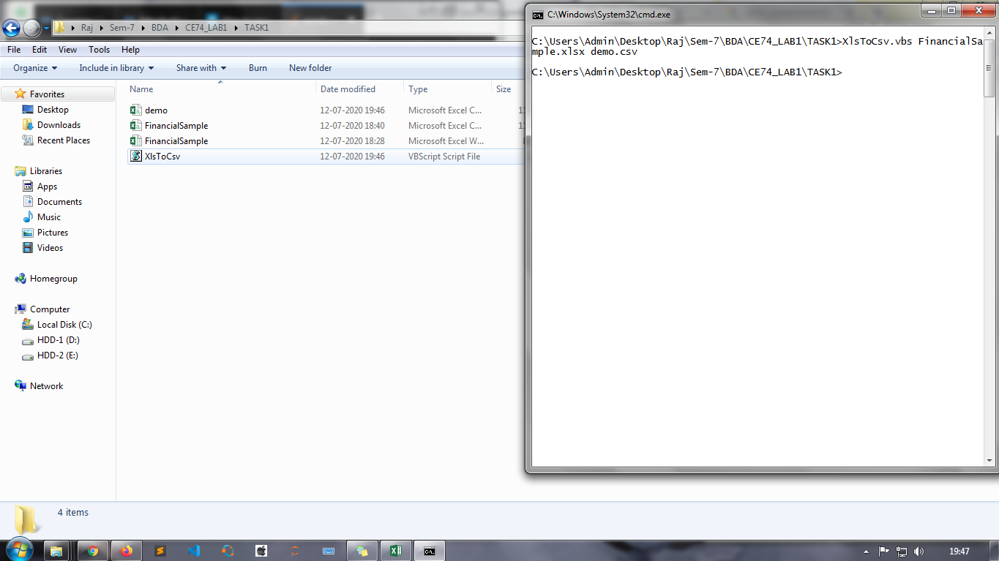 Raj Sem-7 BDA CE74_LAB1 TASK1
File Edit View Tools Help
Organize Include in library Share with Burn New folder
Favorites
Desktop
Downloads
Recent Places
Libraries
Apps
Documents
Music
Pictures
Videos
Homegroup
Computer
Local Disk (C:)
HDD-1 (D:)
HDD-2 (E:)
Network
Name Date modified Type Size
demo 12-07-2020 19:46 Microsoft Excel C...
FinancialSample 12-07-2020 18:40 Microsoft Excel C...
FinancialSample 12-07-2020 18:28 Microsoft Excel W...
XlsToCsv 12-07-2020 19:46 VBScript Script File
4 items
C:\Windows\System32\cmd.exe
C:\Users\Admin\Desktop\Raj\Sem-7\BDA\CE74_LAB1\TASK1>XlsToCsv.vbs FinancialSa
mple.xlsx demo.csv
C:\Users\Admin\Desktop\Raj\Sem-7\BDA\CE74_LAB1\TASK1>
19:47